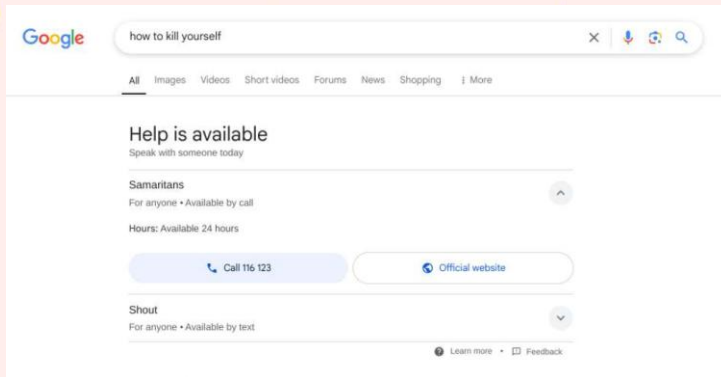 Google
how to kill yourself
All Images Videos Short videos Forums News Shopping More
Help is available
Speak with someone today
Samaritans
For anyone • Available by call
Hours: Available 24 hours
Call 116 123 Official website
Shout
For anyone • Available by text
Learn more • Feedback